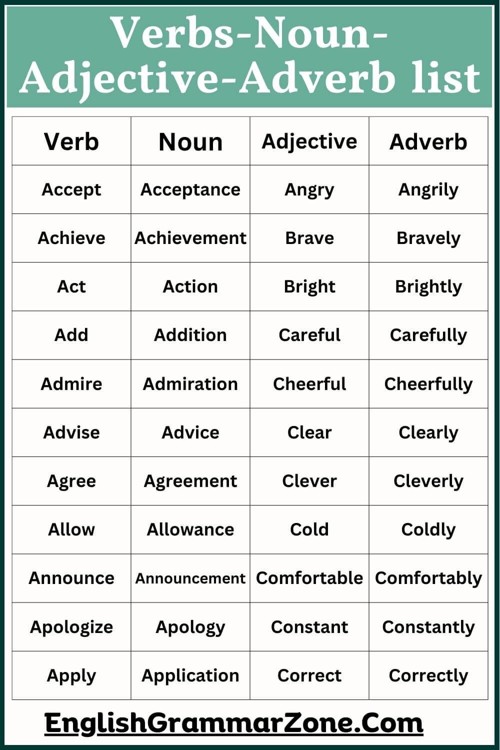 Verbs-Noun-
Adjective-Adverb list
Verb Noun Adjective Adverb
Accept Acceptance Angry Angrily
Achieve Achievement Brave Bravely
Act Action Bright Brightly
Add Addition Careful Carefully
Admire Admiration Cheerful Cheerfully
Advise Advice Clear Clearly
Agree Agreement Clever Cleverly
Allow Allowance Cold Coldly
Announce Announcement Comfortable Comfortably
Apologize Apology Constant Constantly
Apply Application Correct Correctly
EnglishGrammarZone.Com